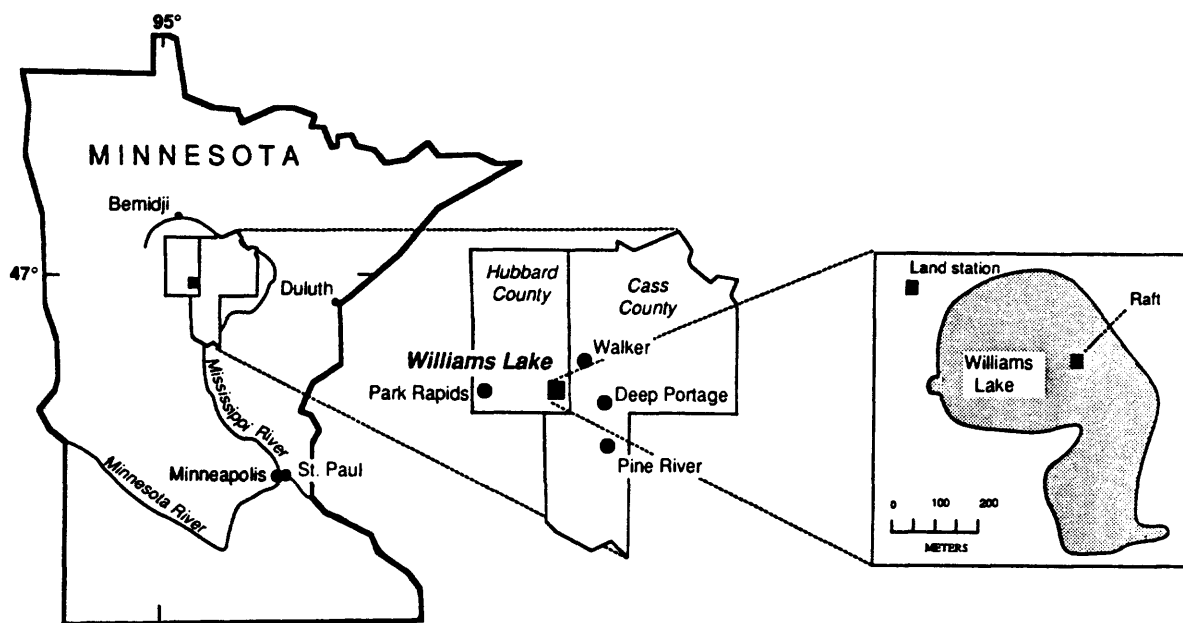 95°
MINNESOTA
Bemidji
47°
Duluth
Mississippi River
Minneapolis
St. Paul
Minnesota River
Hubbard
County
Cass
County
Walker
Williams Lake
Park Rapids
Deep Portage
Pine River
Land station
Raft
Williams
Lake
0 100 200
METERS